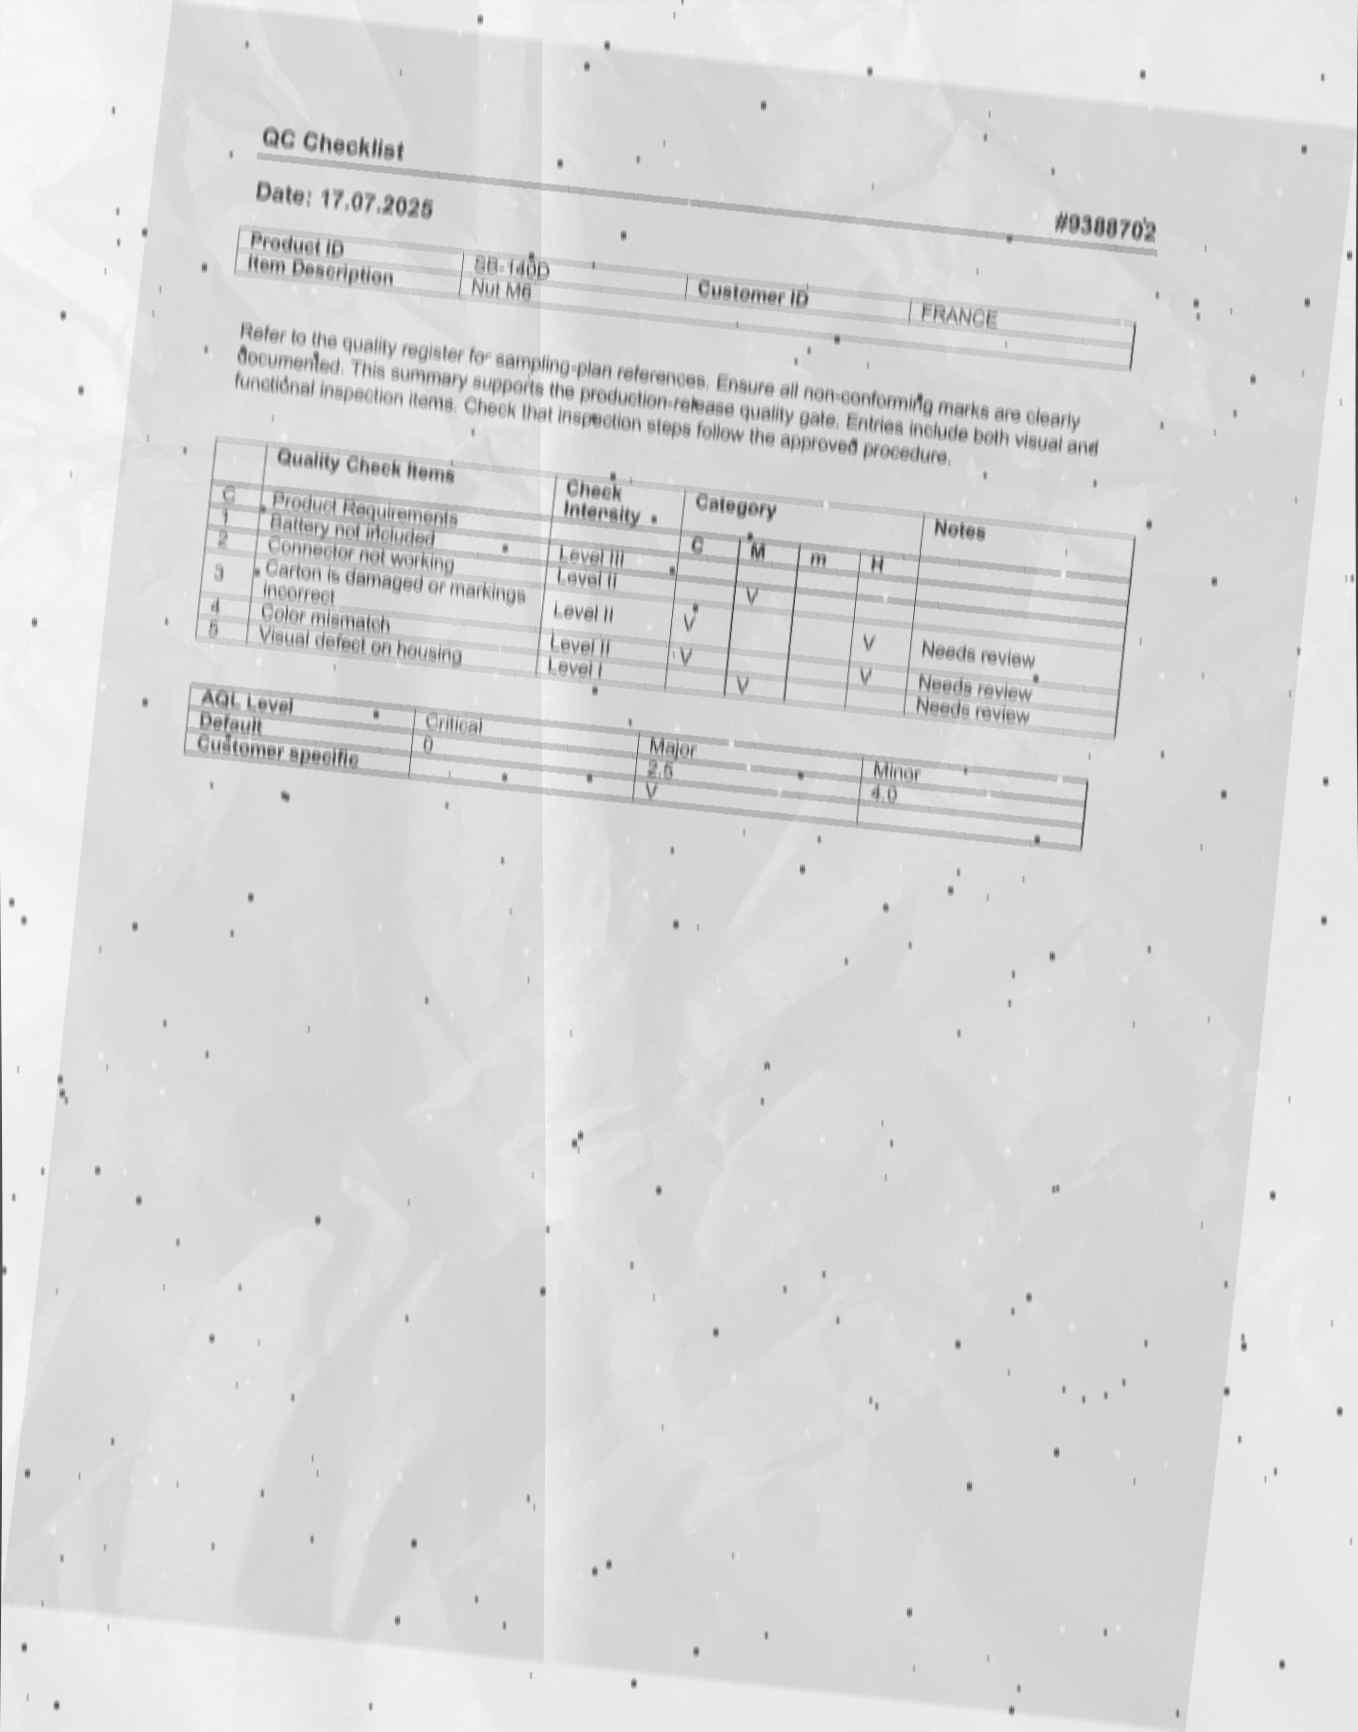 QC Checklist
Date: 17.07.2025 #9388702
Product ID Customer ID FRANCE
Item Description Nut M6
Refer to the quality register for sampling-plan references. Ensure all non-conforming marks are clearly
documented. This summary supports the production-release quality gate. Entries include both visual and
functional inspection items. Check that inspection steps follow the approved procedure.
Quality Check Items Check Intensity Category Notes
C Product Requirements C M m H
1 Battery not included Level III
2 Connector not working Level II V
3 Carton is damaged or markings incorrect Level II V V Needs review
4 Color mismatch Level II V V Needs review
5 Visual defect on housing Level I V Needs review
AQL Level Critical Major Minor
Default 0 2.5 4.0
Customer specific V